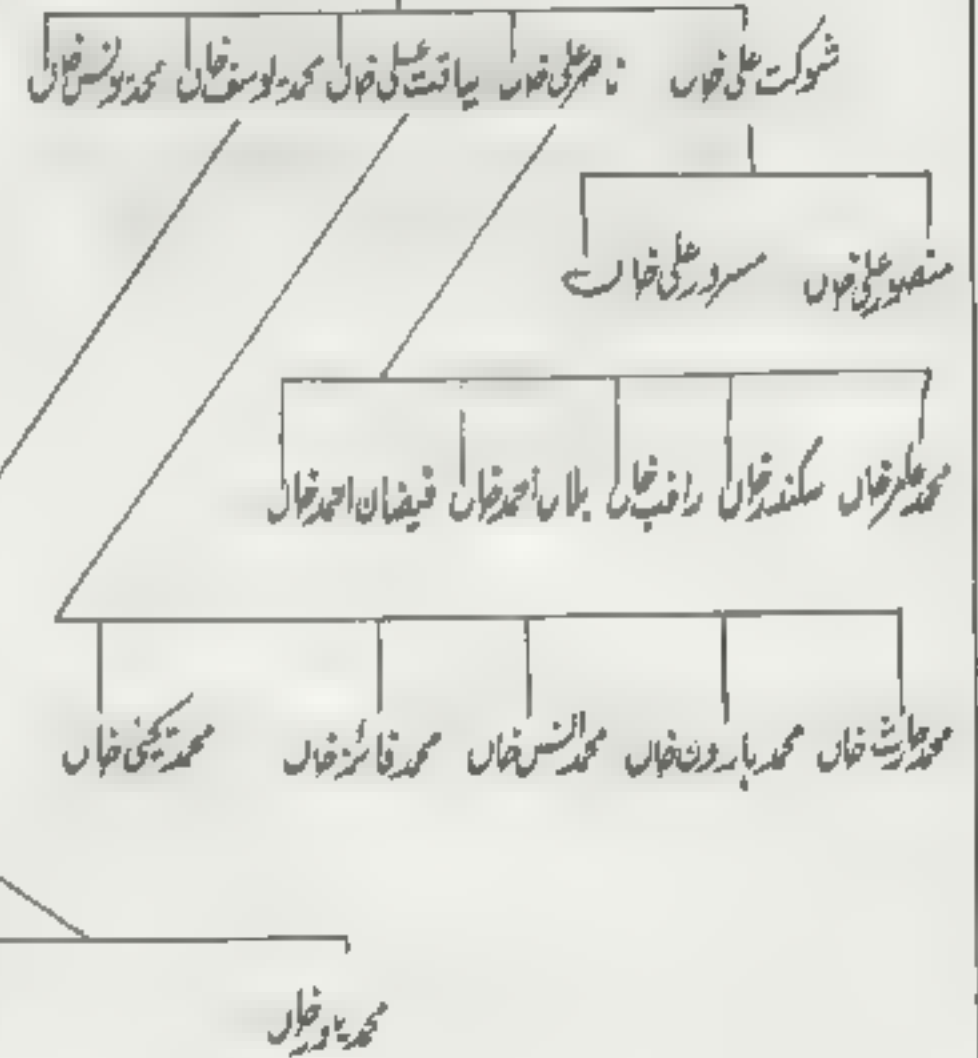 شوکت علی خاں ناصر علی خاں لیاقت علی خاں محمد یوسف خاں محمد یونس خاں
منصور علی خاں سرور علی خاں
محمد عامر خاں سکندر خاں راغب خاں بلال احمد خاں فیضان احمد خاں
محمد حارث خاں محمد ہارون خاں محمد انس خاں محمد فائز خاں محمد یحییٰ خاں
محمد یاور خاں